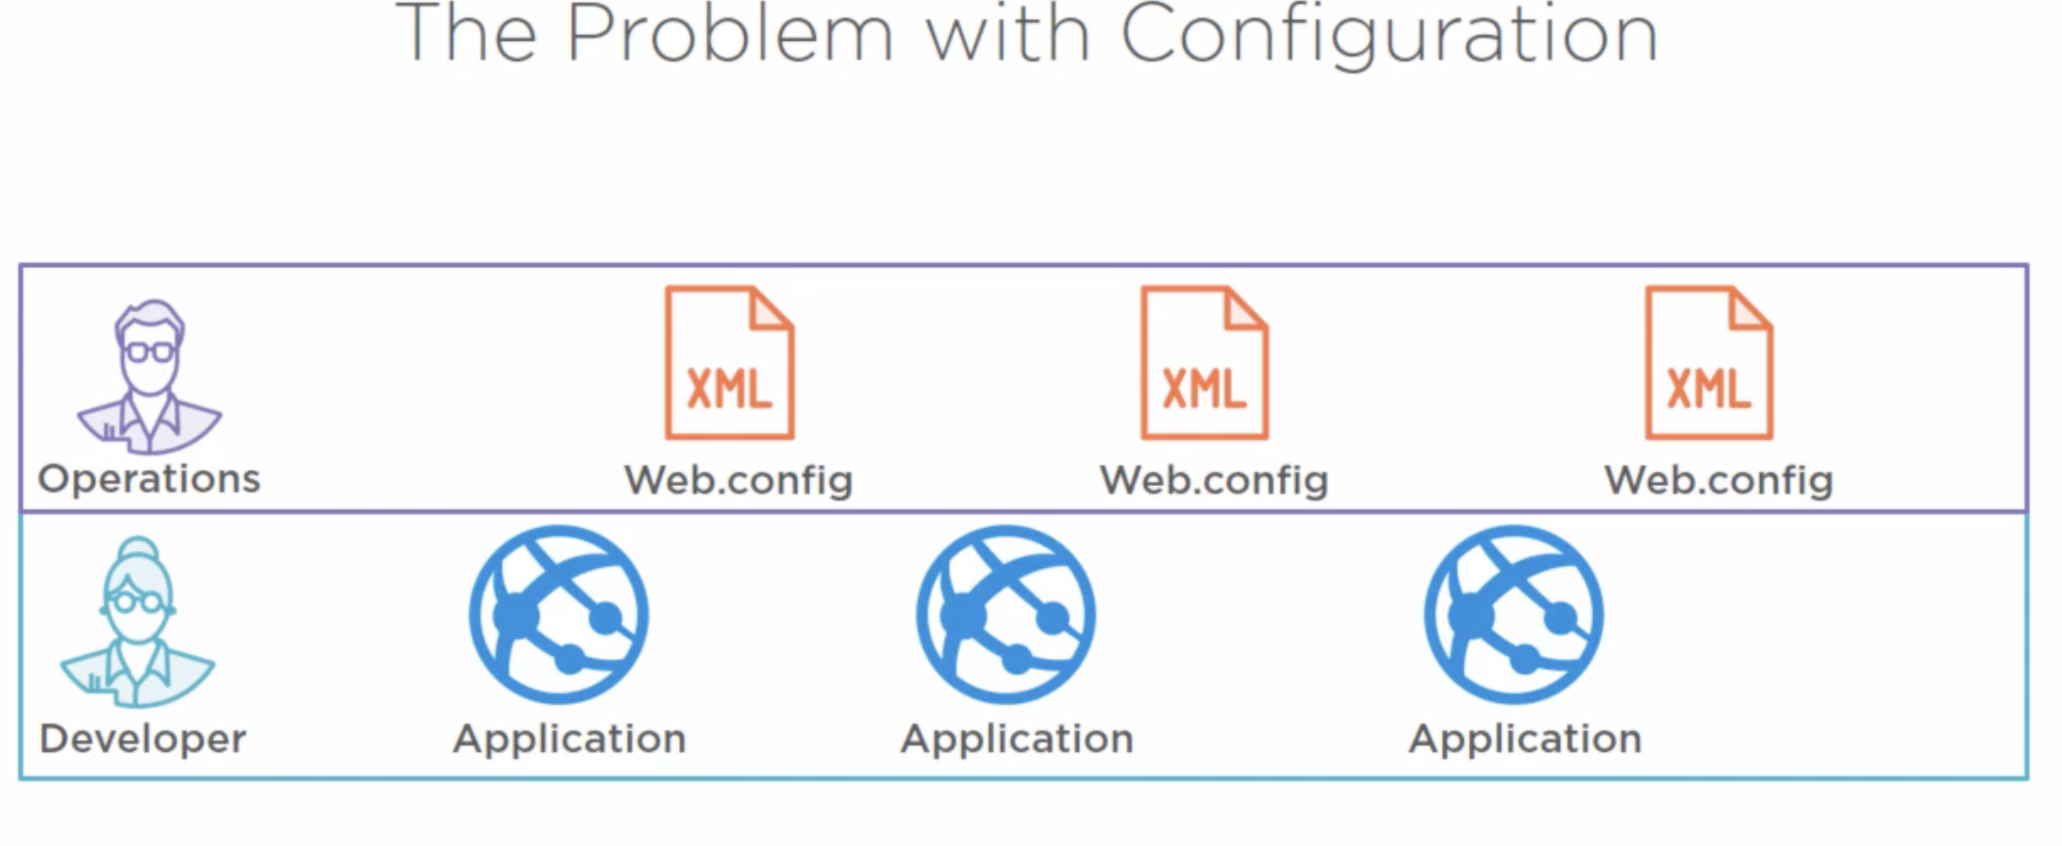 The Problem with Configuration
XML XML XML
Operations Web.config Web.config Web.config
Developer Application Application Application